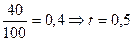 40/100 = 0,4 ⇒ t = 0,5